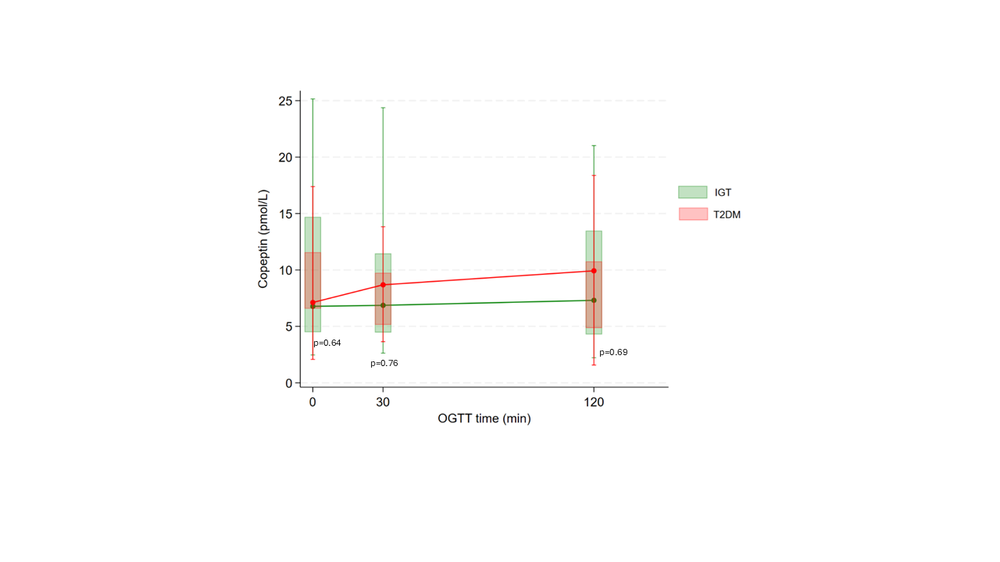 25
20
15
10
5
0
Copeptin (pmol/L)
p=0.64
p=0.76
p=0.69
0 30 120
OGTT time (min)
IGT
T2DM